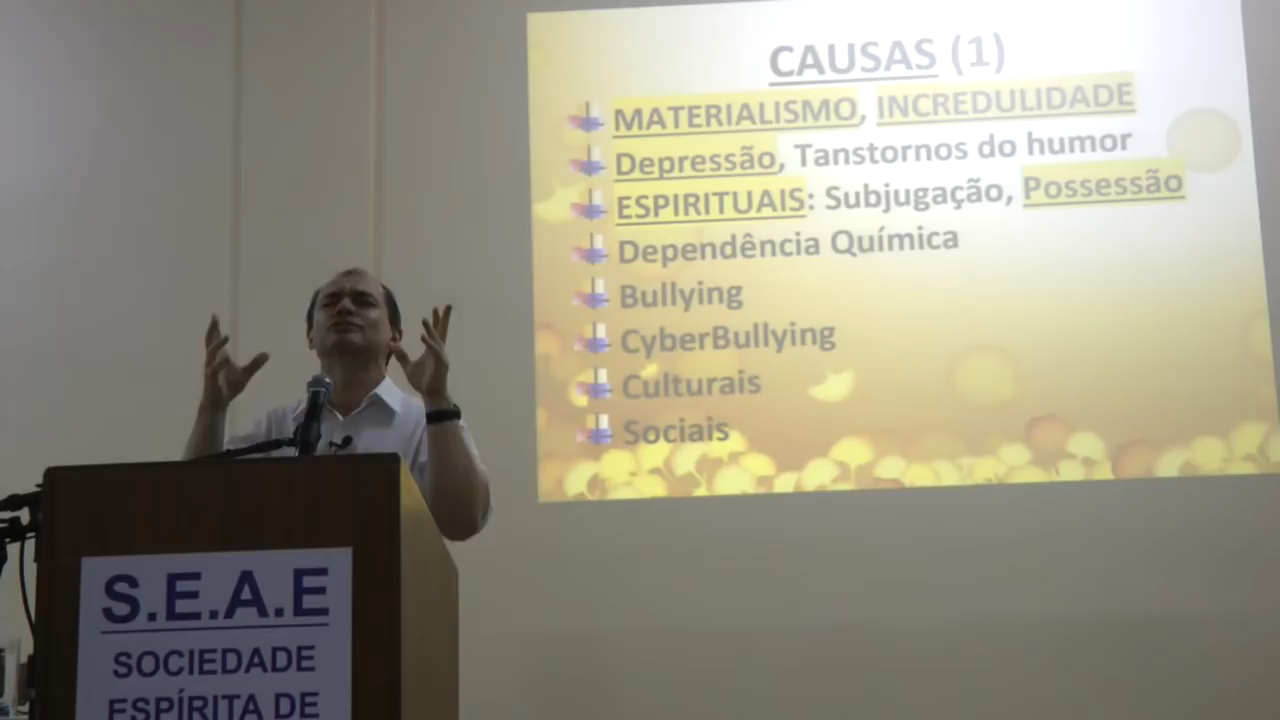 CAUSAS (1)
MATERIALISMO, INCREDULIDADE
Depressão, Tanstornos do humor
ESPIRITUAIS: Subjugação, Possessão
Dependência Química
Bullying
CyberBullying
Culturais
Sociais
S.E.A.E
SOCIEDADE
ESPÍRITA DE